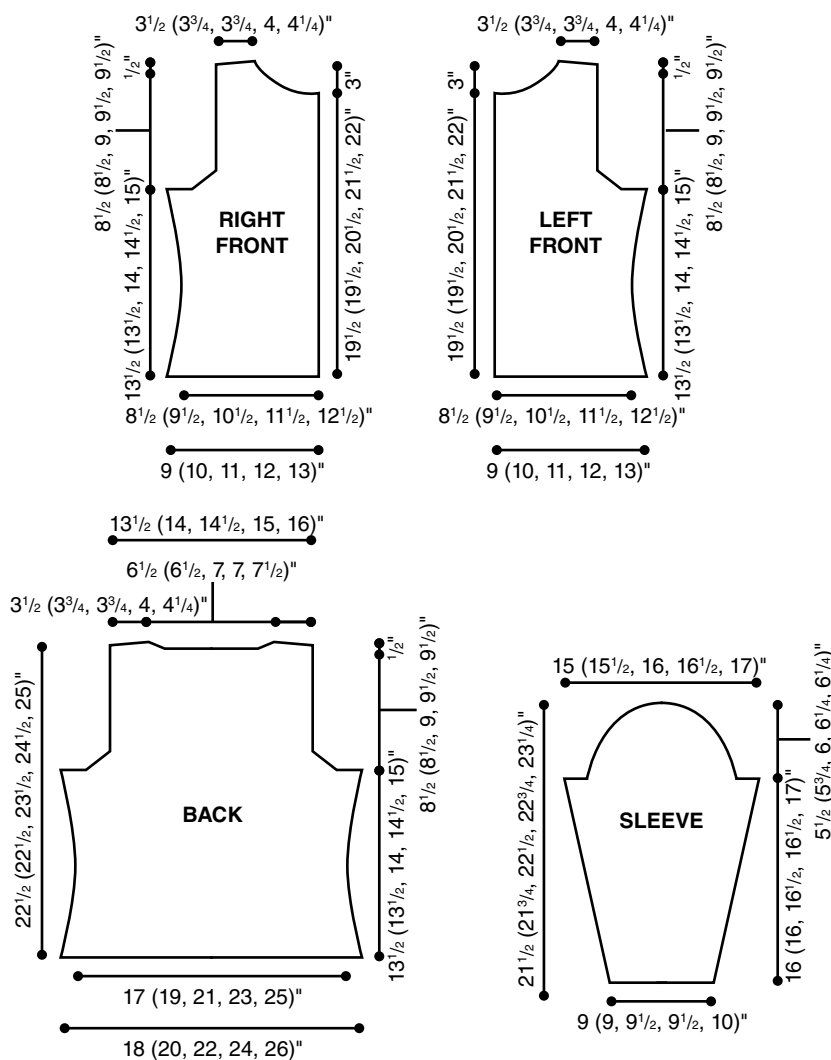 3½ (3¾, 3¾, 4, 4¼)"
½"
8½ (8½, 9, 9½, 9½)"
13½ (13½, 14, 14½, 15)"
RIGHT
FRONT
3"
19½ (19½, 20½, 21½, 22)"
8½ (9½, 10½, 11½, 12½)"
9 (10, 11, 12, 13)"
3½ (3¾, 3¾, 4, 4¼)"
3"
19½ (19½, 20½, 21½, 22)"
LEFT
FRONT
½"
8½ (8½, 9, 9½, 9½)"
13½ (13½, 14, 14½, 15)"
8½ (9½, 10½, 11½, 12½)"
9 (10, 11, 12, 13)"
13½ (14, 14½, 15, 16)"
6½ (6½, 7, 7, 7½)"
3½ (3¾, 3¾, 4, 4¼)"
22½ (22½, 23½, 24½, 25)"
BACK
½"
8½ (8½, 9, 9½, 9½)"
13½ (13½, 14, 14½, 15)"
17 (19, 21, 23, 25)"
18 (20, 22, 24, 26)"
15 (15½, 16, 16½, 17)"
21½ (21¾, 22½, 22¾, 23¼)"
SLEEVE
5½ (5¾, 6, 6¼, 6¼)"
16 (16, 16½, 16½, 17)"
9 (9, 9½, 9½, 10)"